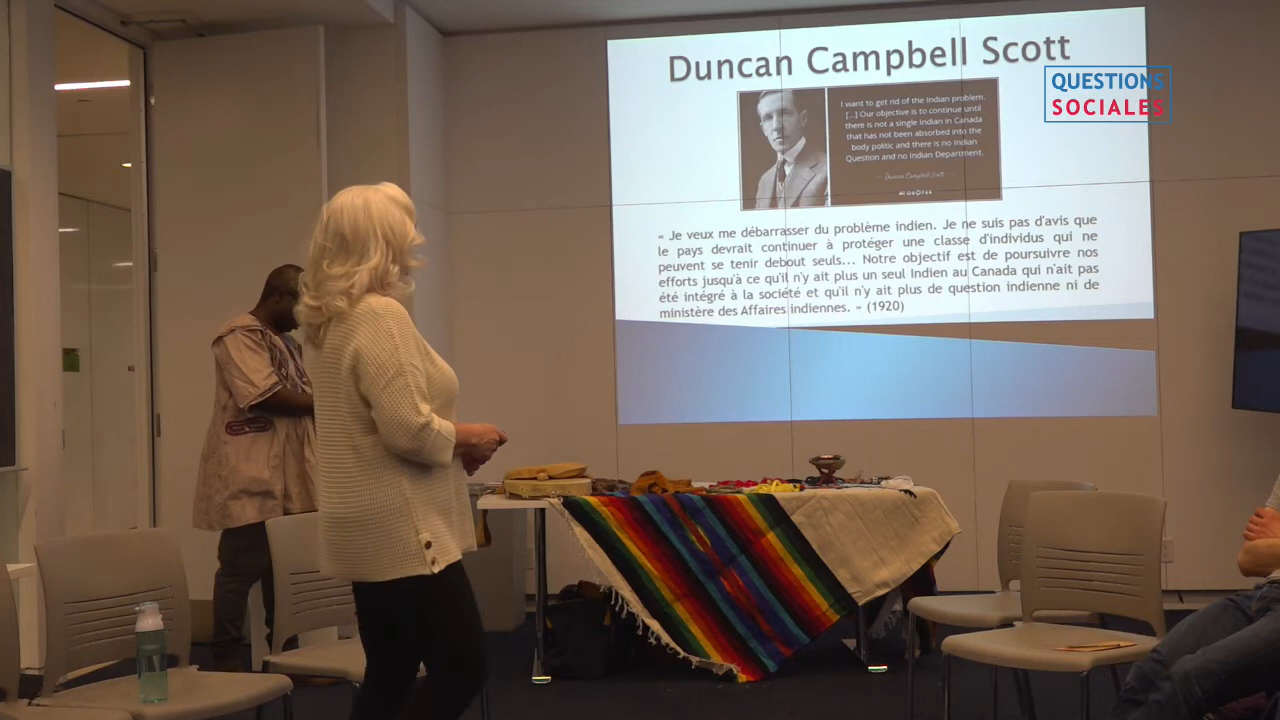 Duncan Campbell Scott
QUESTIONS
SOCIALES
I want to get rid of the Indian problem.
[...] Our objective is to continue until
there is not a single Indian in Canada
that has not been absorbed into the
body politic and there is no Indian
Question and no Indian Department.
— Duncan Campbell Scott —
« Je veux me débarrasser du problème indien. Je ne suis pas d'avis que
le pays devrait continuer à protéger une classe d'individus qui ne
peuvent se tenir debout seuls... Notre objectif est de poursuivre nos
efforts jusqu'à ce qu'il n'y ait plus un seul Indien au Canada qui n'ait pas
été intégré à la société et qu'il n'y ait plus de question indienne ni de
ministère des Affaires indiennes. » (1920)